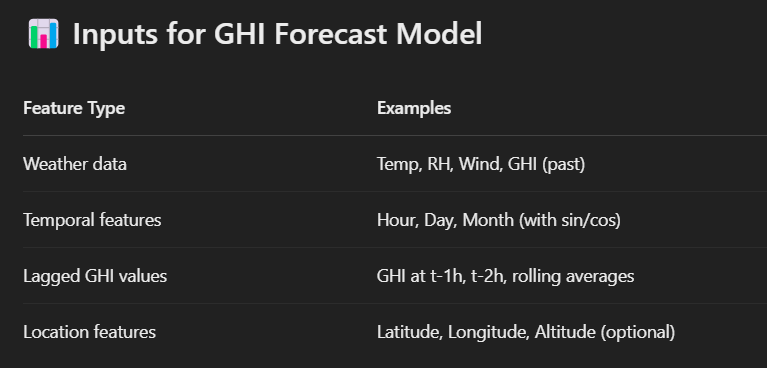 Inputs for GHI Forecast Model
Feature Type Examples
Weather data Temp, RH, Wind, GHI (past)
Temporal features Hour, Day, Month (with sin/cos)
Lagged GHI values GHI at t-1h, t-2h, rolling averages
Location features Latitude, Longitude, Altitude (optional)